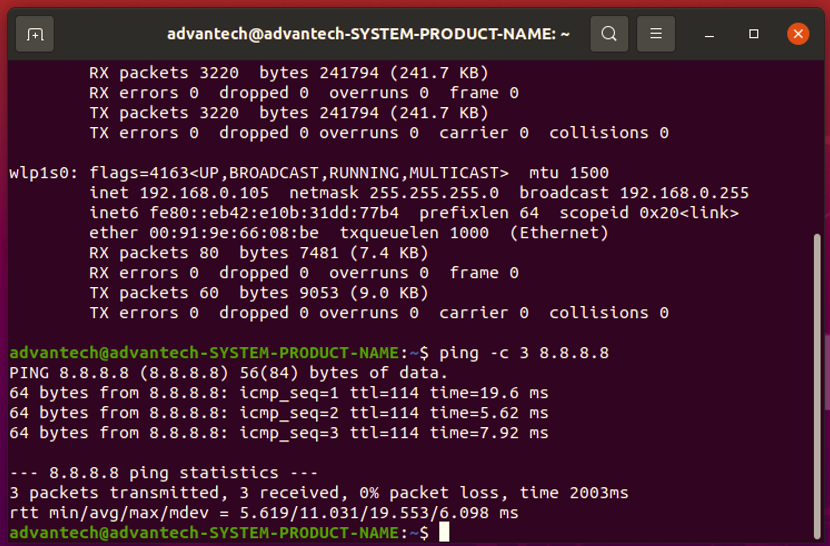 advantech@advantech-SYSTEM-PRODUCT-NAME: ~
RX packets 3220  bytes 241794 (241.7 KB)
RX errors 0  dropped 0  overruns 0  frame 0
TX packets 3220  bytes 241794 (241.7 KB)
TX errors 0  dropped 0 overruns 0  carrier 0  collisions 0
wlp1s0: flags=4163<UP,BROADCAST,RUNNING,MULTICAST>  mtu 1500
inet 192.168.0.105  netmask 255.255.255.0  broadcast 192.168.0.255
inet6 fe80::eb42:e10b:31dd:77b4  prefixlen 64  scopeid 0x20<link>
ether 00:91:9e:66:08:be  txqueuelen 1000  (Ethernet)
RX packets 80  bytes 7481 (7.4 KB)
RX errors 0  dropped 0  overruns 0  frame 0
TX packets 60  bytes 9053 (9.0 KB)
TX errors 0  dropped 0 overruns 0  carrier 0  collisions 0
advantech@advantech-SYSTEM-PRODUCT-NAME:~$ ping -c 3 8.8.8.8
PING 8.8.8.8 (8.8.8.8) 56(84) bytes of data.
64 bytes from 8.8.8.8: icmp_seq=1 ttl=114 time=19.6 ms
64 bytes from 8.8.8.8: icmp_seq=2 ttl=114 time=5.62 ms
64 bytes from 8.8.8.8: icmp_seq=3 ttl=114 time=7.92 ms
--- 8.8.8.8 ping statistics ---
3 packets transmitted, 3 received, 0% packet loss, time 2003ms
rtt min/avg/max/mdev = 5.619/11.031/19.553/6.098 ms
advantech@advantech-SYSTEM-PRODUCT-NAME:~$